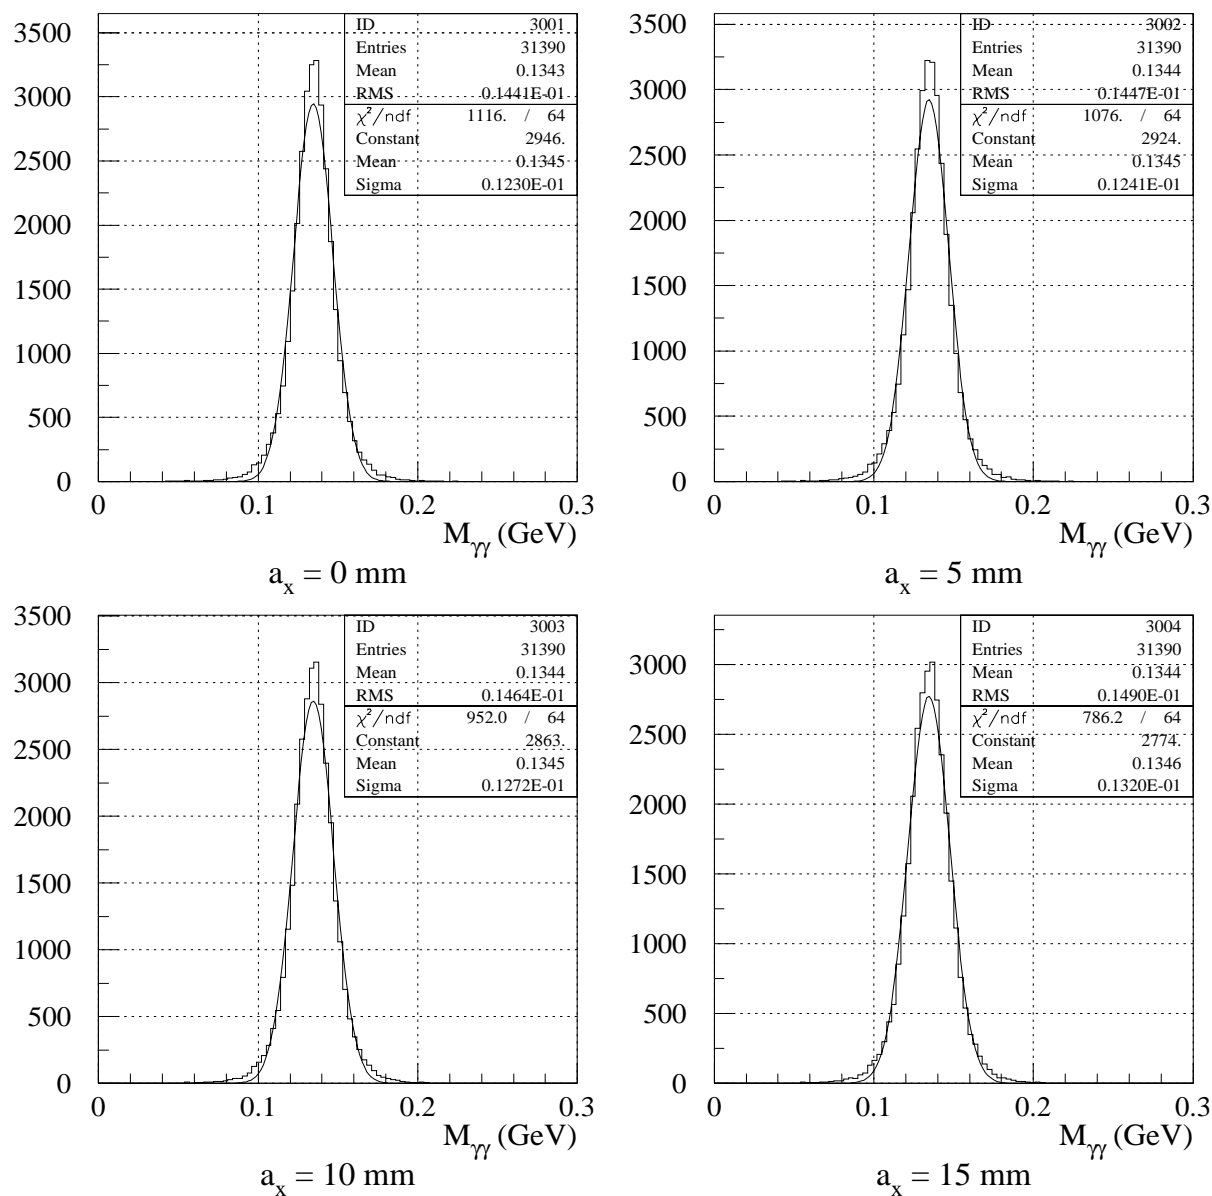 ID 3001
Entries 31390
Mean 0.1343
RMS 0.1441E-01
χ²/ndf 1116. / 64
Constant 2946.
Mean 0.1345
Sigma 0.1230E-01
3500
3000
2500
2000
1500
1000
500
0
0 0.1 0.2 0.3
M_γγ (GeV)
a_x = 0 mm
ID 3002
Entries 31390
Mean 0.1344
RMS 0.1447E-01
χ²/ndf 1076. / 64
Constant 2924.
Mean 0.1345
Sigma 0.1241E-01
3500
3000
2500
2000
1500
1000
500
0
0 0.1 0.2 0.3
M_γγ (GeV)
a_x = 5 mm
ID 3003
Entries 31390
Mean 0.1344
RMS 0.1464E-01
χ²/ndf 952.0 / 64
Constant 2863.
Mean 0.1345
Sigma 0.1272E-01
3500
3000
2500
2000
1500
1000
500
0
0 0.1 0.2 0.3
M_γγ (GeV)
a_x = 10 mm
ID 3004
Entries 31390
Mean 0.1344
RMS 0.1490E-01
χ²/ndf 786.2 / 64
Constant 2774.
Mean 0.1346
Sigma 0.1320E-01
3000
2500
2000
1500
1000
500
0
0 0.1 0.2 0.3
M_γγ (GeV)
a_x = 15 mm